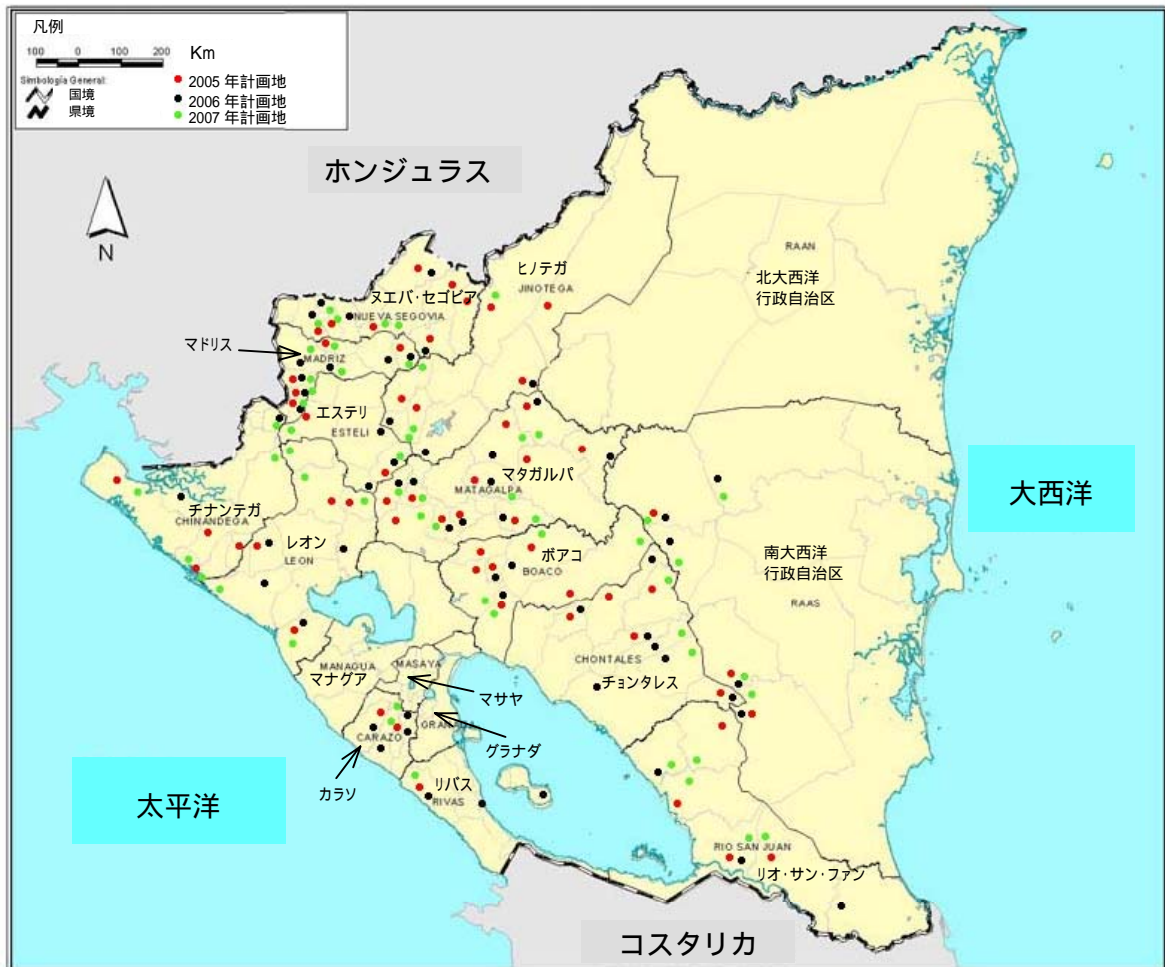 凡例
100 0 100 200 Km
Simbología General:
国境
県境
2005 年計画地
2006 年計画地
2007 年計画地
ホンジュラス
N
ヒノテガ
JINOTEGA
RAAN
北大西洋
行政自治区
ヌエバ・セゴビア
NUEVA SEGOVIA
マドリス
MADRIZ
エステリ
ESTELI
マタガルパ
MATAGALPA
大西洋
チナンテガ
CHINANDEGA
レオン
LEON
ボアコ
BOACO
南大西洋
行政自治区
RAAS
MANAGUA
マナグア
MASAYA
マサヤ
CHONTALES
チョンタレス
GRANADA
グラナダ
CARAZO
カラソ
リバス
RIVAS
太平洋
RIO SAN JUAN
リオ・サン・ファン
コスタリカ